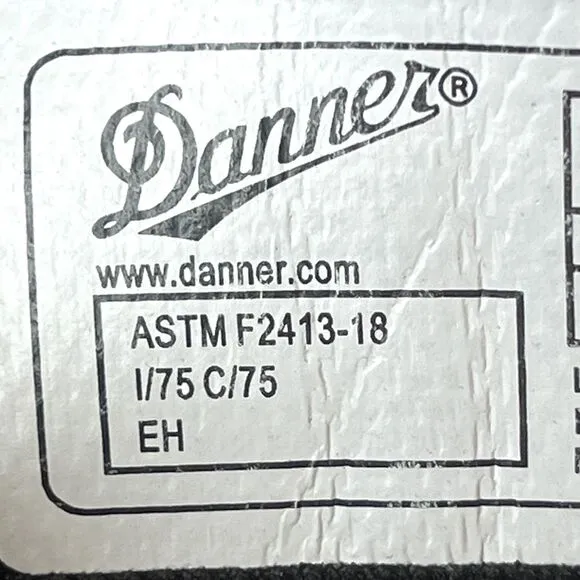 Danner®
www.danner.com
ASTM F2413-18
I/75 C/75
EH